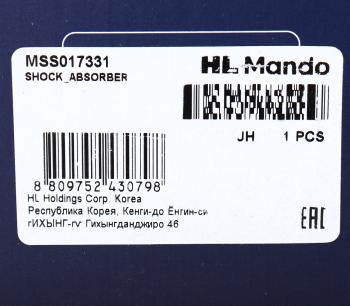 MSS017331
SHOCK_ABSORBER
HL Mando
JH 1 PCS
8 809752 430798
HL Holdings Corp. Korea
Республика Корея, Кенги-до Ёнгин-си
гИХЫНГ-гу Гихынгданджиро 46
EAC